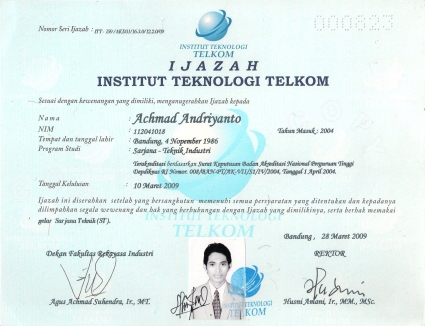 Nomor Seri Ijazah :
000823
INSTITUT TEKNOLOGI
TELKOM
IJAZAH
INSTITUT TEKNOLOGI TELKOM
Sesuai dengan kewenangan yang dimiliki, menganugerahkan Ijazah kepada
Nama : Achmad Andriyanto
NIM : 112041018 Tahun Masuk : 2004
Tempat dan tanggal lahir : Bandung, 4 Nopember 1986
Program Studi : Sarjana - Teknik Industri
Terakreditasi berdasarkan Surat Keputusan Badan Akreditasi Nasional Perguruan Tinggi
Depdiknas RI Nomor. 008/BAN-PT/AK-VII/S1/IV/2004, Tanggal 1 April 2004.
Tanggal Kelulusan : 10 Maret 2009
Ijazah ini diserahkan setelah yang bersangkutan memenuhi semua persyaratan yang ditentukan dan kepadanya
dilimpahkan segala wewenang dan hak yang berhubungan dengan Ijazah yang dimilikinya, serta berhak memakai
gelar Sarjana Teknik (ST).
INSTITUT TEKNOLOGI
TELKOM
Bandung, 28 Maret 2009
Dekan Fakultas Rekayasa Industri
REKTOR
INSTITUT TEKNOLOGI
TELKOM
Agus Achmad Suhendra, Ir., MT.
Husni Amani, Ir., MM., MSc.